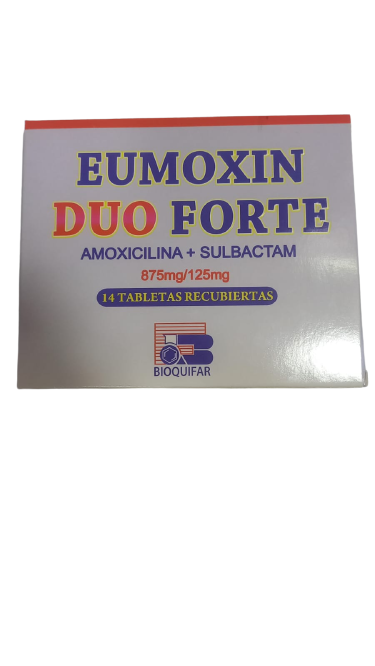 EUMOXIN
DUO FORTE
AMOXICILINA + SULBACTAM
875mg/125mg
14 TABLETAS RECUBIERTAS
BIOQUIFAR